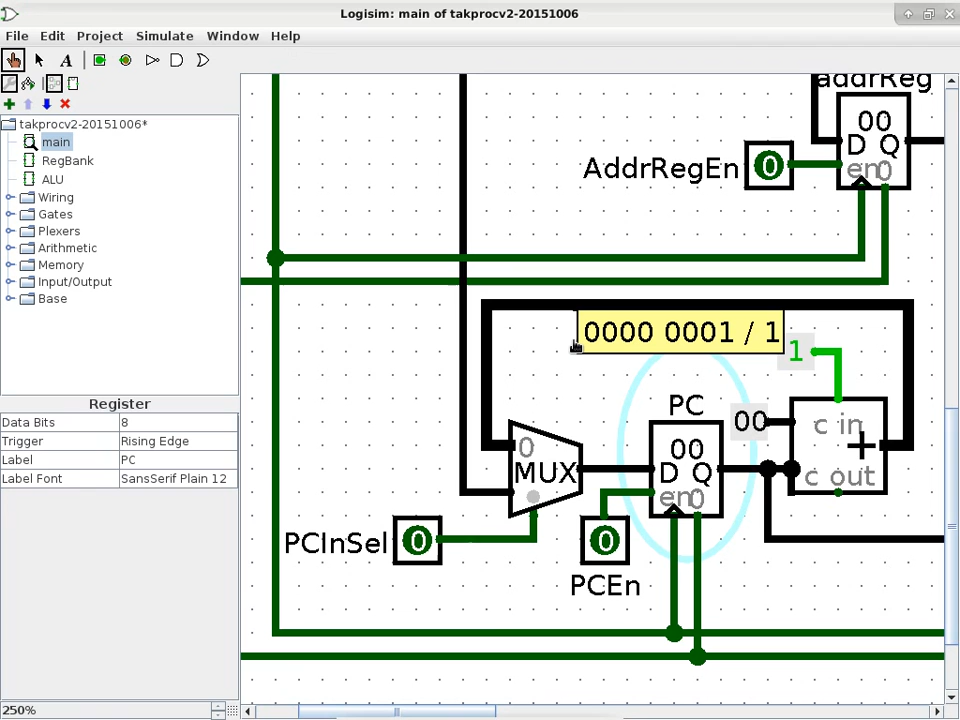 Logisim: main of takprocv2-20151006
File Edit Project Simulate Window Help
A
takprocv2-20151006*
main
RegBank
ALU
Wiring
Gates
Plexers
Arithmetic
Memory
Input/Output
Base
Register
Data Bits 8
Trigger Rising Edge
Label PC
Label Font SansSerif Plain 12
250%
addrReg
00
D Q
en 0
AddrRegEn 0
0000 0001 / 1
1
PC
00
D Q
en 0
00
c in
+
c out
0
MUX
PCInSel 0
0
PCEn